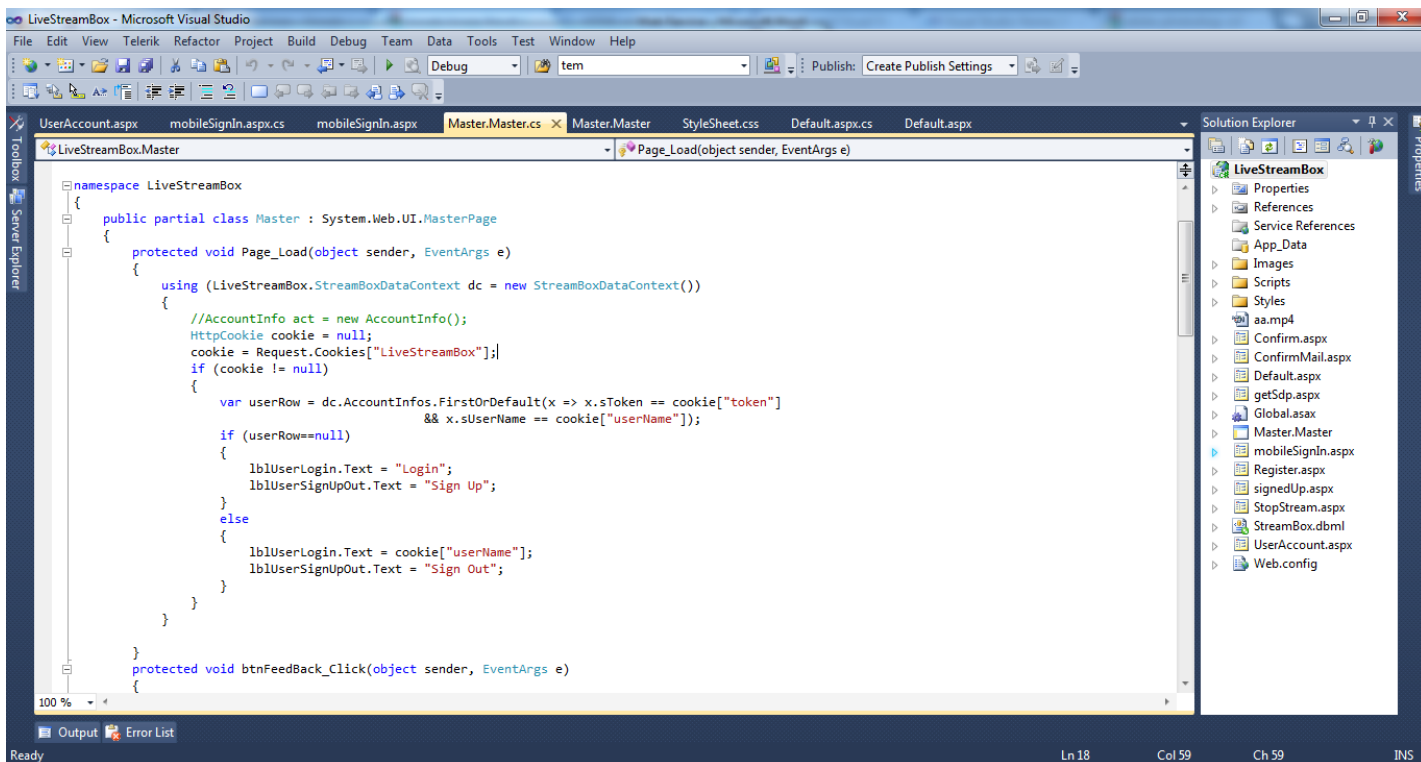 LiveStreamBox - Microsoft Visual Studio
File Edit View Telerik Refactor Project Build Debug Team Data Tools Test Window Help
Debug tem Publish: Create Publish Settings
UserAccount.aspx mobileSignIn.aspx.cs mobileSignIn.aspx Master.Master.cs Master.Master StyleSheet.css Default.aspx.cs Default.aspx
LiveStreamBox.Master Page_Load(object sender, EventArgs e)
Toolbox
Server Explorer
namespace LiveStreamBox
{
public partial class Master : System.Web.UI.MasterPage
{
protected void Page_Load(object sender, EventArgs e)
{
using (LiveStreamBox.StreamBoxDataContext dc = new StreamBoxDataContext())
{
//AccountInfo act = new AccountInfo();
HttpCookie cookie = null;
cookie = Request.Cookies["LiveStreamBox"];
if (cookie != null)
{
var userRow = dc.AccountInfos.FirstOrDefault(x => x.sToken == cookie["token"]
&& x.sUserName == cookie["userName"]);
if (userRow==null)
{
lblUserLogin.Text = "Login";
lblUserSignUpOut.Text = "Sign Up";
}
else
{
lblUserLogin.Text = cookie["userName"];
lblUserSignUpOut.Text = "Sign Out";
}
}
}
}
protected void btnFeedBack_Click(object sender, EventArgs e)
{
100 %
Solution Explorer
LiveStreamBox
Properties
References
Service References
App_Data
Images
Scripts
Styles
aa.mp4
Confirm.aspx
ConfirmMail.aspx
Default.aspx
getSdp.aspx
Global.asax
Master.Master
mobileSignIn.aspx
Register.aspx
signedUp.aspx
StopStream.aspx
StreamBox.dbml
UserAccount.aspx
Web.config
Properties
Output Error List
Ready Ln 18 Col 59 Ch 59 INS